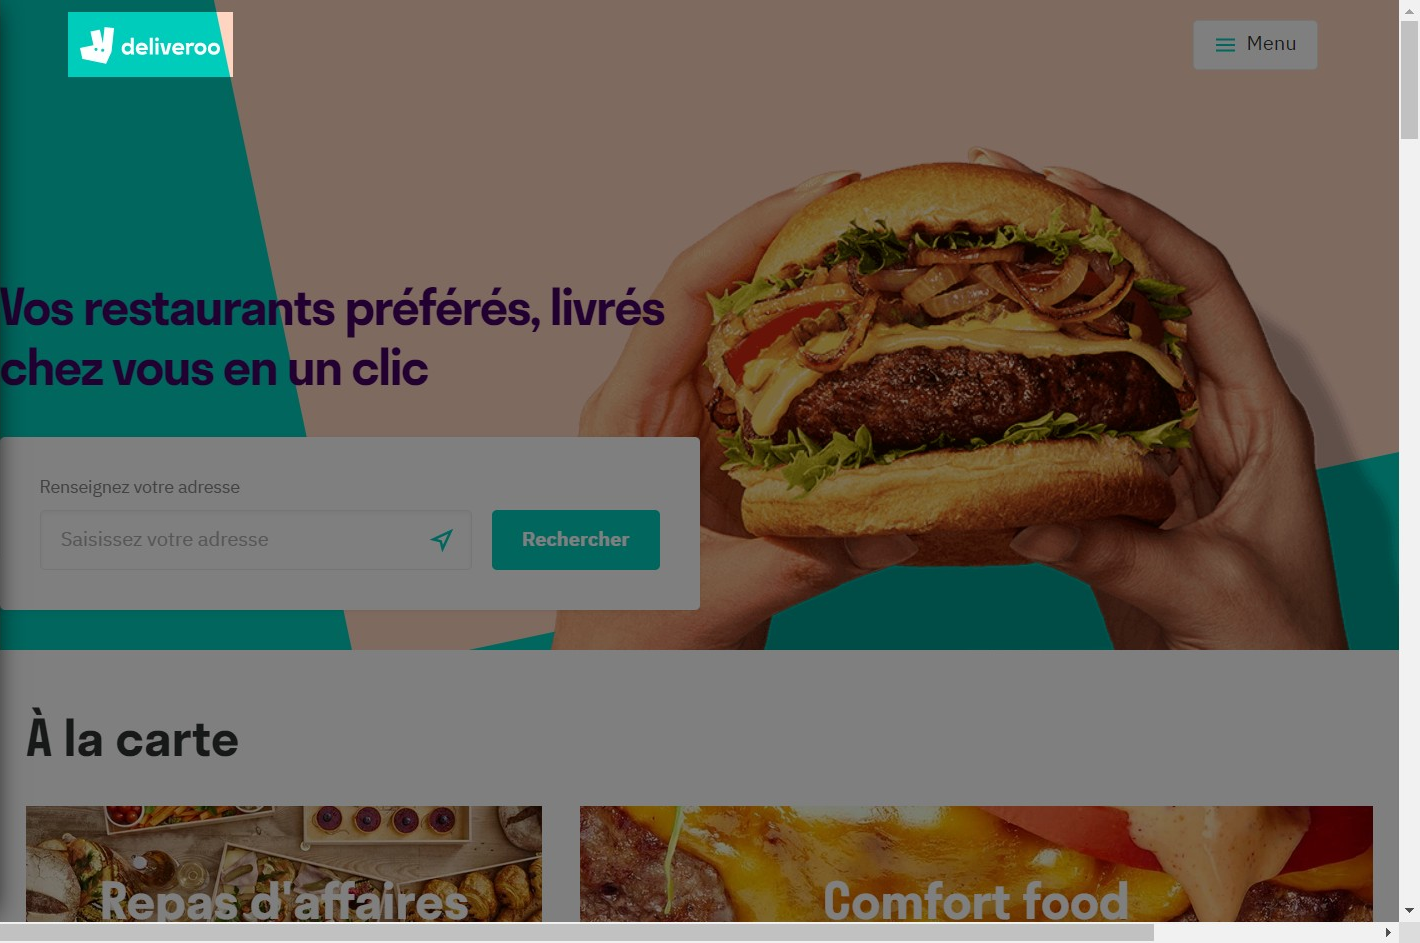 deliveroo
Menu
Vos restaurants préférés, livrés
chez vous en un clic
Renseignez votre adresse
Saisissez votre adresse
Rechercher
À la carte
Repas d'affaires
Comfort food